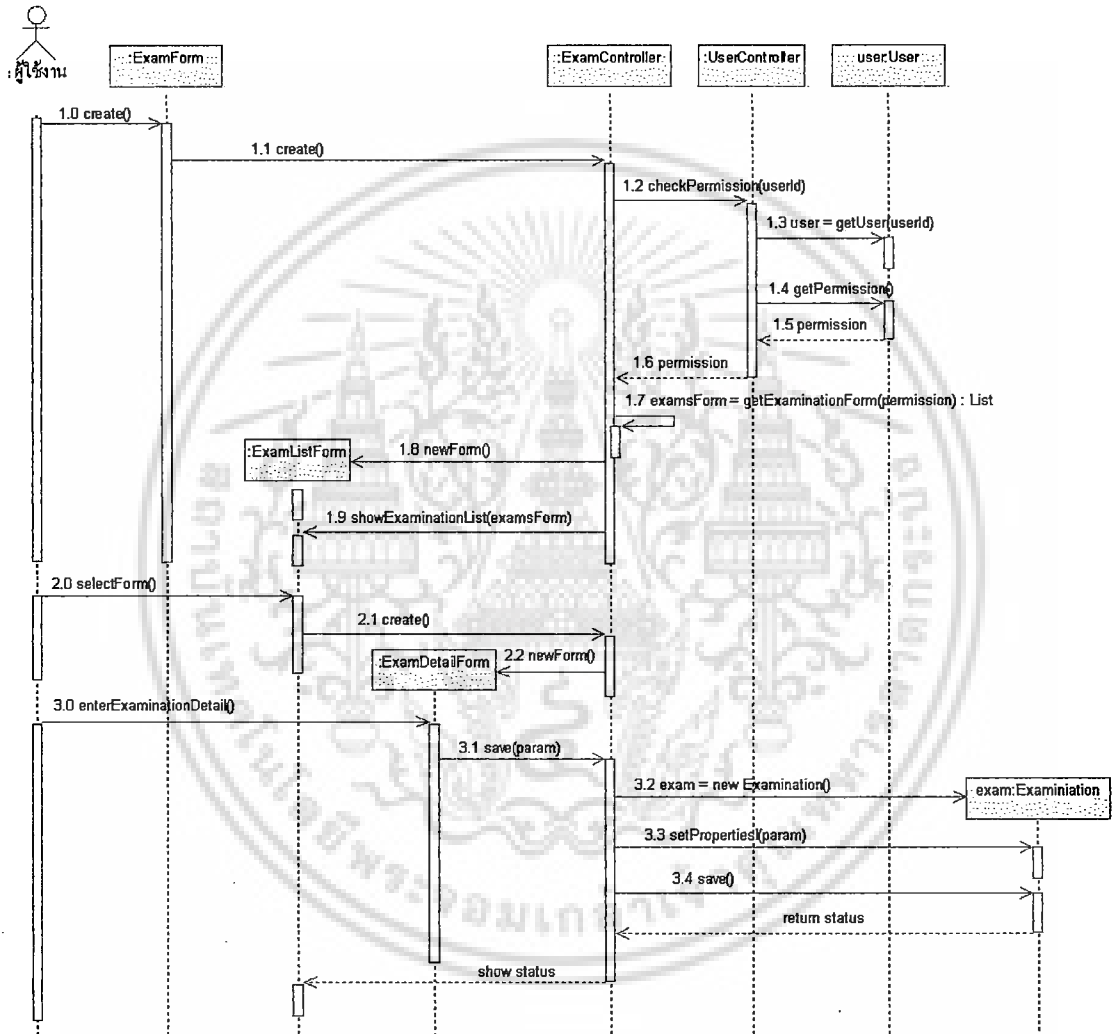 :ผู้ใช้งาน
:ExamForm
:ExamController
:UserController
user:User
1.0 create()
1.1 create()
1.2 checkPermission(userId)
1.3 user = getUser(userId)
1.4 getPermission()
1.5 permission
1.6 permission
1.7 examsForm = getExaminationForm(permission) : List
:ExamListForm
1.8 newForm()
1.9 showExaminationList(examsForm)
2.0 selectForm()
2.1 create()
:ExamDetailForm
2.2 newForm()
3.0 enterExaminationDetail()
3.1 save(param)
3.2 exam = new Examination()
exam:Examiniation
3.3 setPropertiesl(param)
3.4 save()
return status
show status